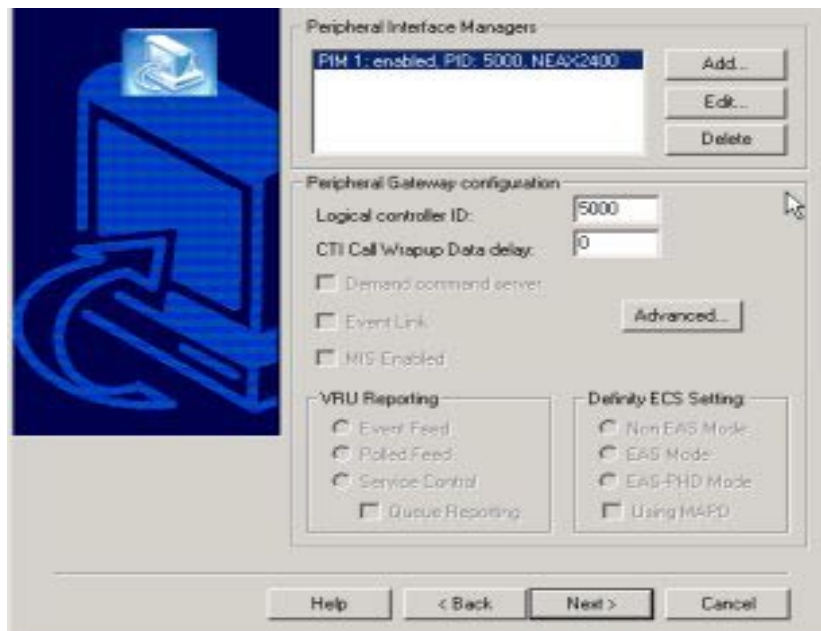 Peripheral Interface Managers
PIM 1: enabled, PID: 5000, NEAX2400
Add...
Edit...
Delete
Peripheral Gateway configuration
Logical controller ID:
5000
CTI Call Wrapup Data delay:
0
Demand command server
Event Link
Advanced...
MIS Enabled
VRU Reporting
Event Feed
Polled Feed
Service Control
Queue Reporting
Definity ECS Setting
Non EAS Mode
EAS Mode
EAS-PHD Mode
Using MAPD
Help
< Back
Next >
Cancel